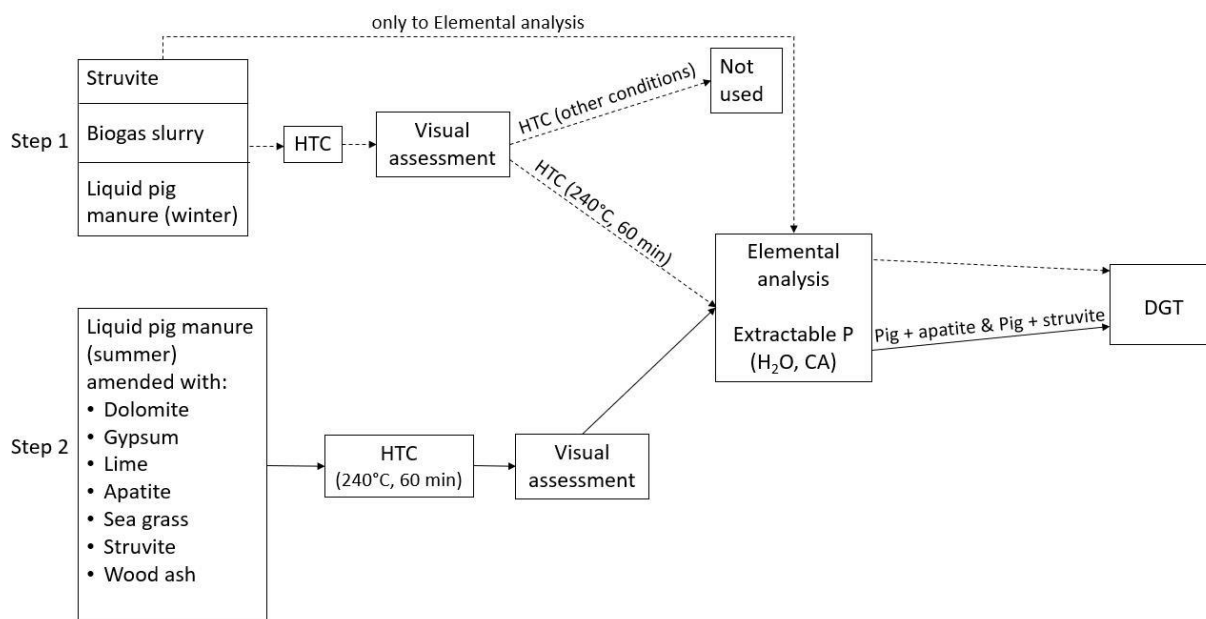 only to Elemental analysis
Step 1
Struvite
Biogas slurry
Liquid pig
manure (winter)
HTC
Visual
assessment
HTC (other conditions)
Not
used
HTC (240°C, 60 min)
Elemental
analysis
Extractable P
(H₂O, CA)
Pig + apatite & Pig + struvite
DGT
Step 2
Liquid pig manure
(summer)
amended with:
• Dolomite
• Gypsum
• Lime
• Apatite
• Sea grass
• Struvite
• Wood ash
HTC
(240°C, 60 min)
Visual
assessment